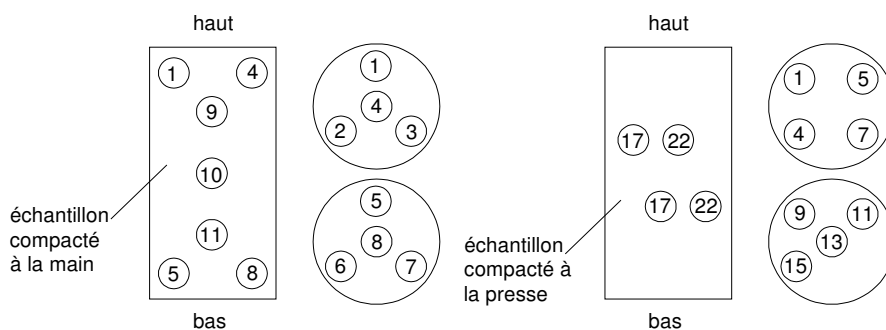 haut
1 4
9
10
11
5 8
échantillon
compacté
à la main
bas
1
4
2 3
5
8
6 7
haut
17 22
17 22
échantillon
compacté à
la presse
bas
1 5
4 7
9 11
13
15